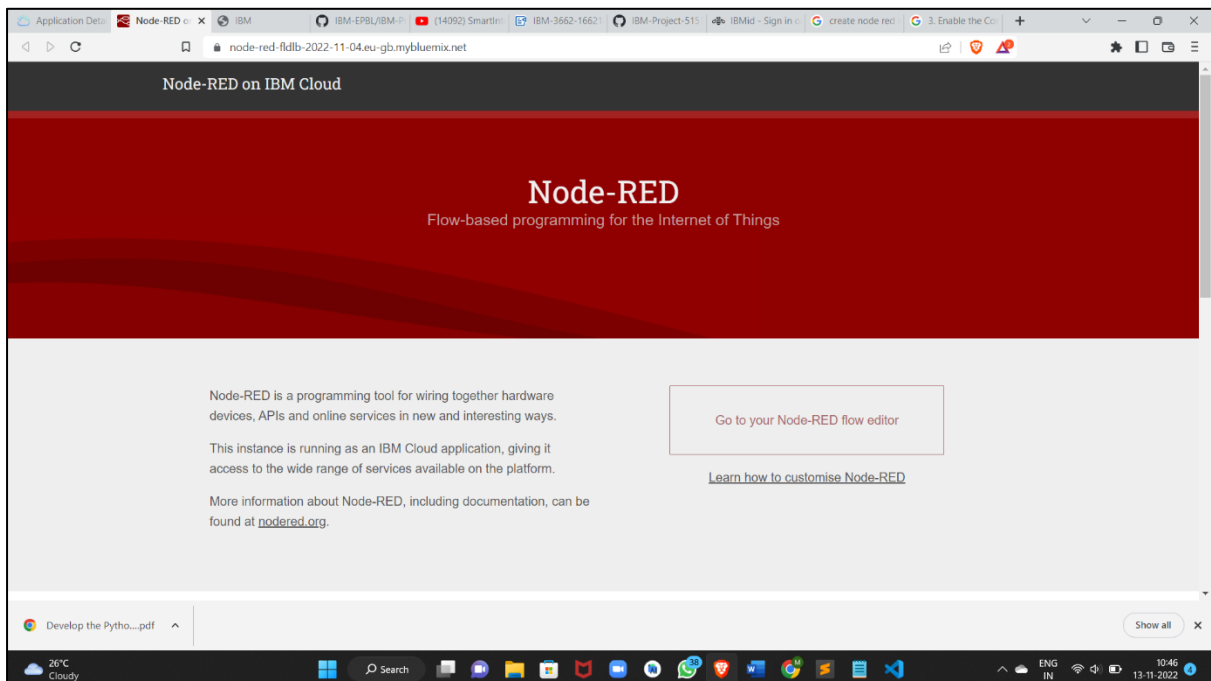 Application Deta
Node-RED o
IBM
IBM-EPBL/IBM-P
(14092) SmartInt
IBM-3662-16621
IBM-Project-515
IBMid - Sign in o
create node red
3. Enable the Co
node-red-fldlb-2022-11-04.eu-gb.mybluemix.net
Node-RED on IBM Cloud
Node-RED
Flow-based programming for the Internet of Things
Node-RED is a programming tool for wiring together hardware
devices, APIs and online services in new and interesting ways.
This instance is running as an IBM Cloud application, giving it
access to the wide range of services available on the platform.
More information about Node-RED, including documentation, can be
found at nodered.org.
Go to your Node-RED flow editor
Learn how to customise Node-RED
Develop the Pytho....pdf
Show all
26°C
Cloudy
Search
38
ENG
IN
10:46
13-11-2022
4